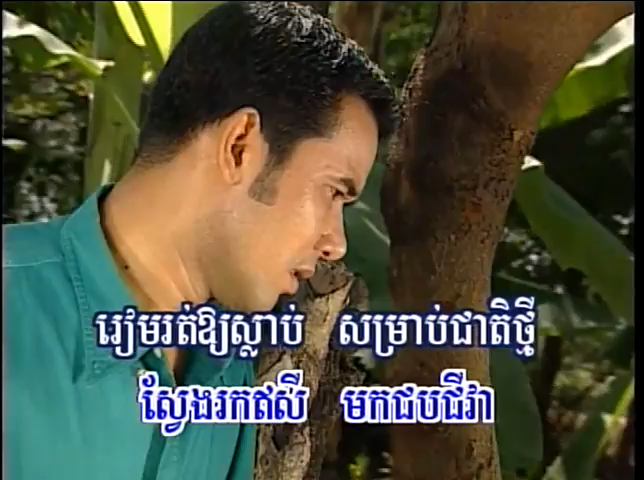 រៀមរត់ឱ្យស្លាប់ សម្រាប់ជាតិថ្មី
ស្វែងរកឥសី មកជបជីវា